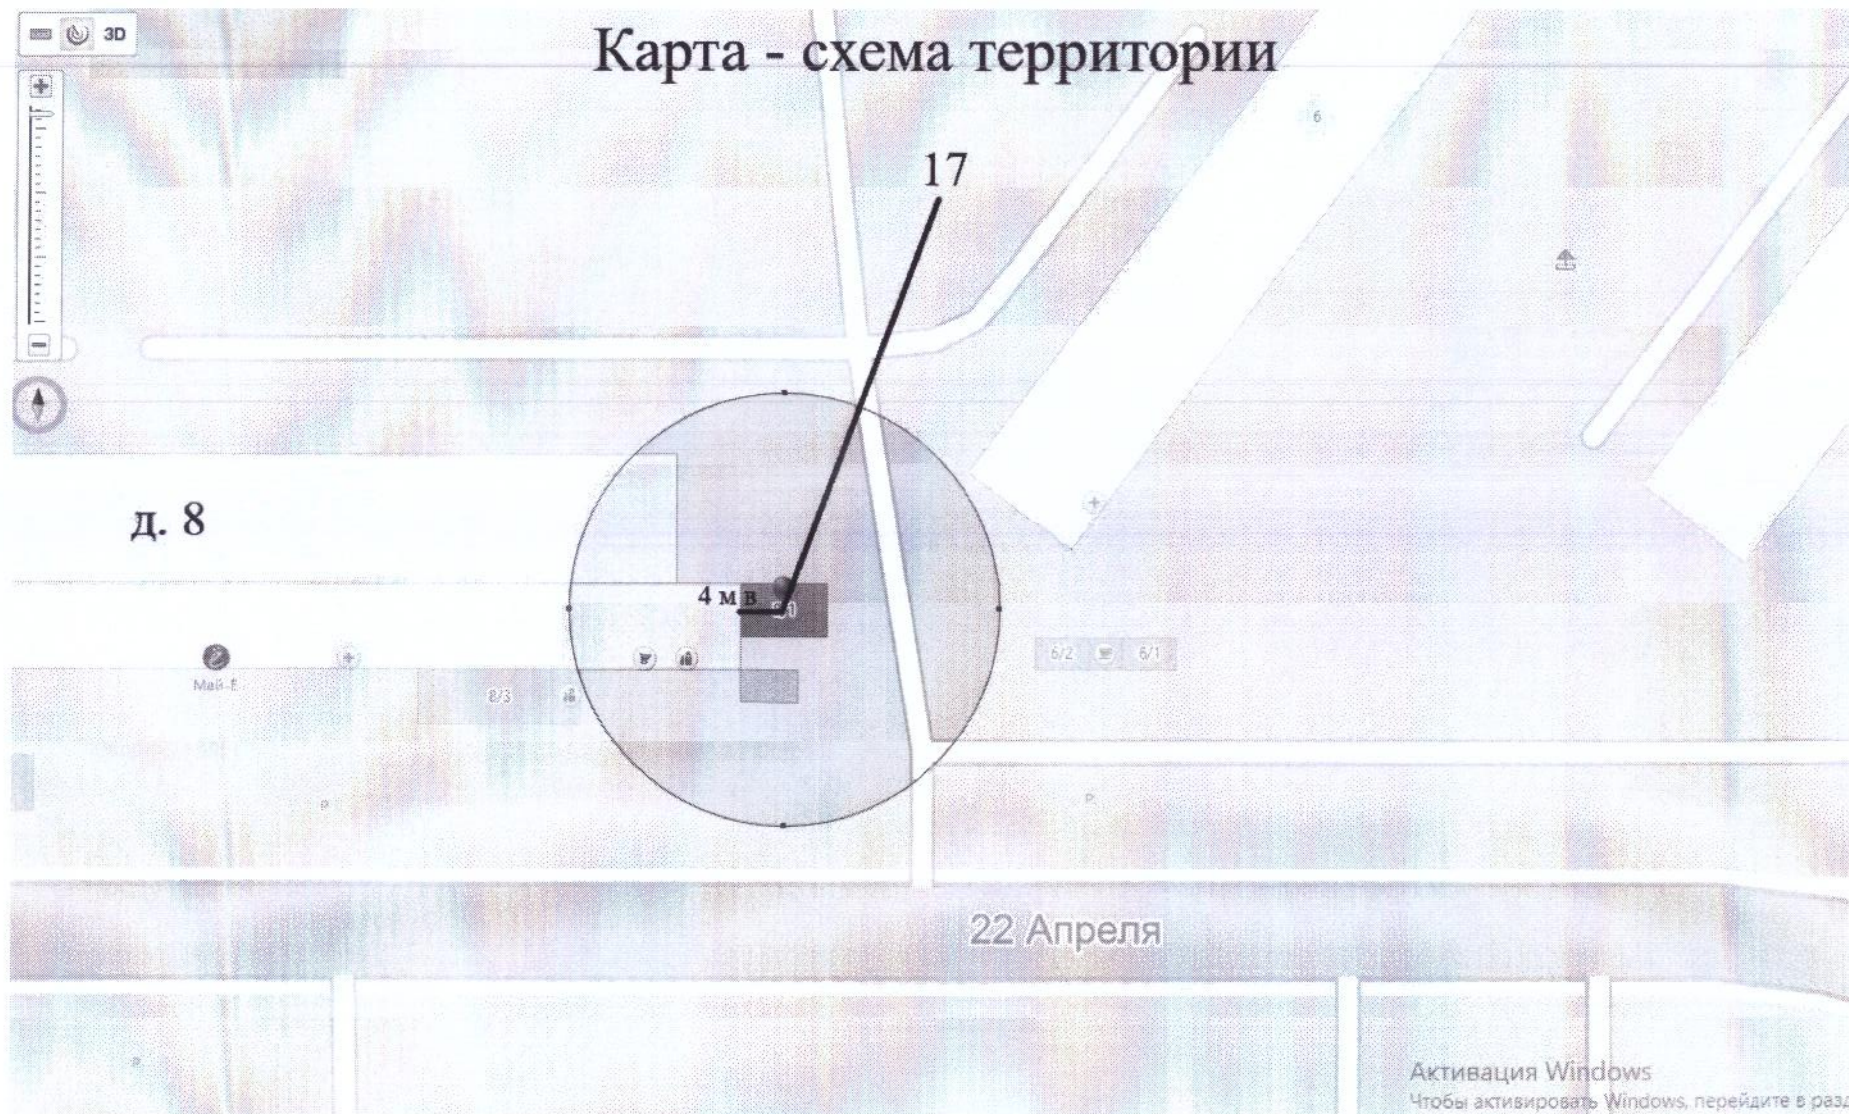 3D
Карта - схема территории
6
17
д. 8
4 м в
6/2
6/1
Май-Е
8/3
P
P
22 Апреля
P
Активация Windows
Чтобы активировать Windows, перейдите в разд